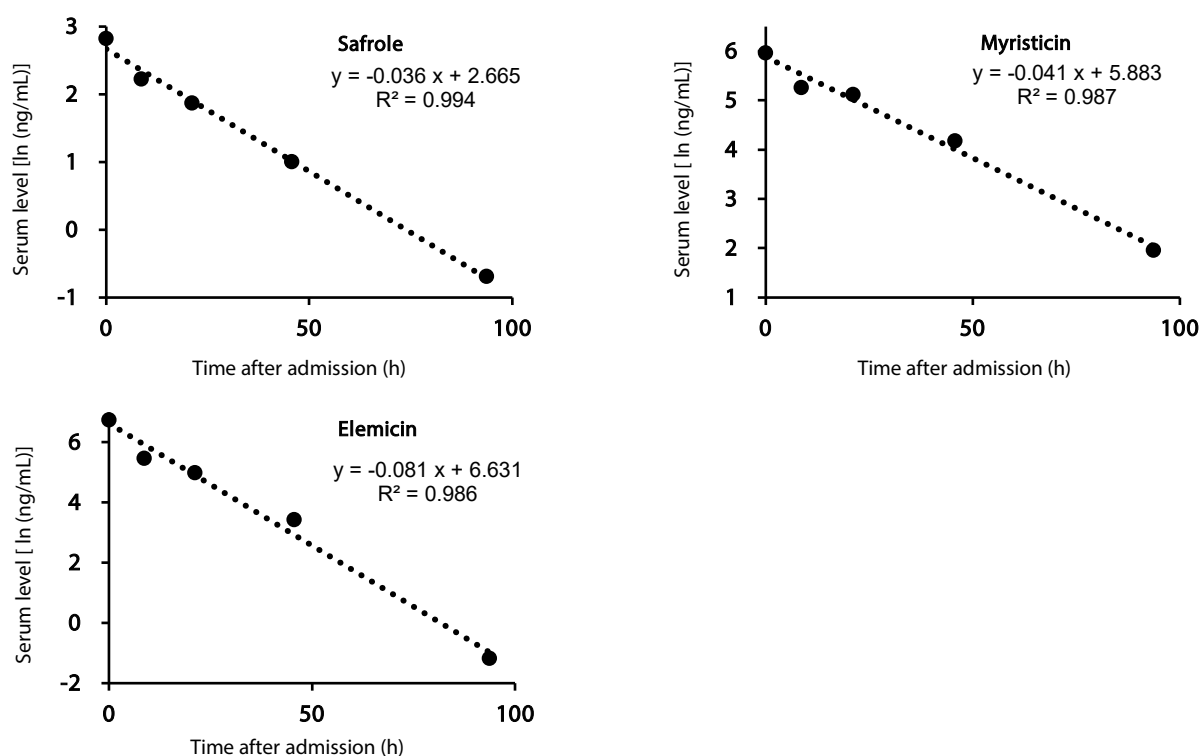 Safrole
y = -0.036 x + 2.665
R² = 0.994
Serum level [ln (ng/mL)]
3
2
1
0
-1
0
50
100
Time after admission (h)
Myristicin
y = -0.041 x + 5.883
R² = 0.987
Serum level [ ln (ng/mL)]
6
5
4
3
2
1
0
50
100
Time after admission (h)
Elemicin
y = -0.081 x + 6.631
R² = 0.986
Serum level [ ln (ng/mL)]
6
4
2
0
-2
0
50
100
Time after admission (h)